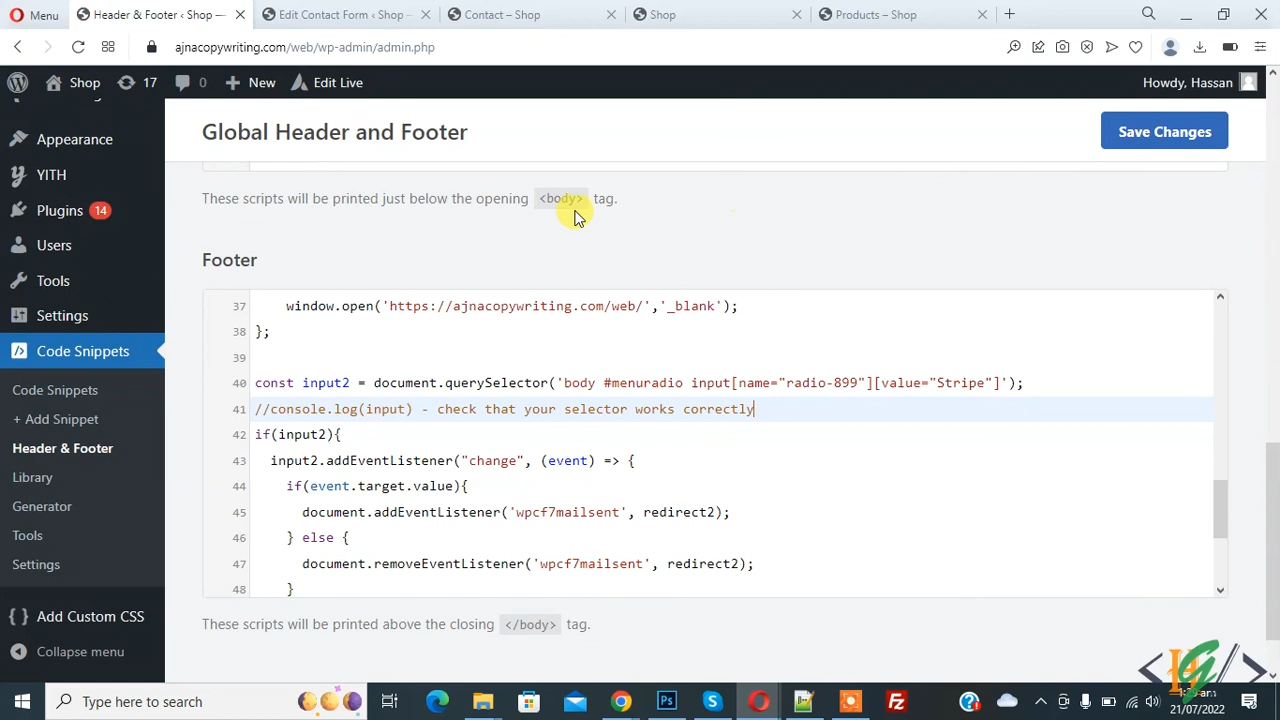 Menu
Header & Footer ‹ Shop —
Edit Contact Form ‹ Shop —
Contact – Shop
Shop
Products – Shop
ajnacopywriting.com/web/wp-admin/admin.php
Shop
17
0
New
Edit Live
Howdy, Hassan
Appearance
YITH
Plugins 14
Users
Tools
Settings
Code Snippets
Code Snippets
+ Add Snippet
Header & Footer
Library
Generator
Tools
Settings
Add Custom CSS
Collapse menu
Global Header and Footer
Save Changes
These scripts will be printed just below the opening <body> tag.
Footer
37 window.open('https://ajnacopywriting.com/web/','_blank');
38 };
39
40 const input2 = document.querySelector('body #menuradio input[name="radio-899"][value="Stripe"]');
41 //console.log(input) - check that your selector works correctly
42 if(input2){
43 input2.addEventListener("change", (event) => {
44 if(event.target.value){
45 document.addEventListener('wpcf7mailsent', redirect2);
46 } else {
47 document.removeEventListener('wpcf7mailsent', redirect2);
48 }
These scripts will be printed above the closing </body> tag.
Type here to search
21/07/2022